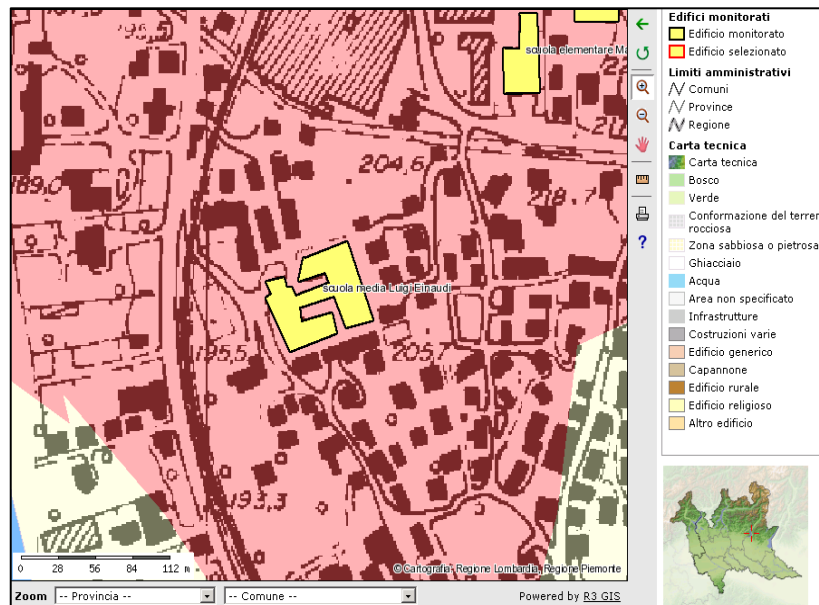 scuola elementare Ma
204,6
189,0
218.7
scuola media Luigi Einaudi
195,5
193,3
0 28 56 84 112 m
© Cartografia: Regione Lombardia, Regione Piemonte
Zoom -- Provincia -- -- Comune -- Powered by R3 GIS
?
Edifici monitorati
Edificio monitorato
Edificio selezionato
Limiti amministrativi
Comuni
Province
Regione
Carta tecnica
Carta tecnica
Bosco
Verde
Conformazione del terrer
rocciosa
Zona sabbiosa o pietrosa
Ghiacciaio
Acqua
Area non specificato
Infrastrutture
Costruzioni varie
Edificio generico
Capannone
Edificio rurale
Edificio religioso
Altro edificio